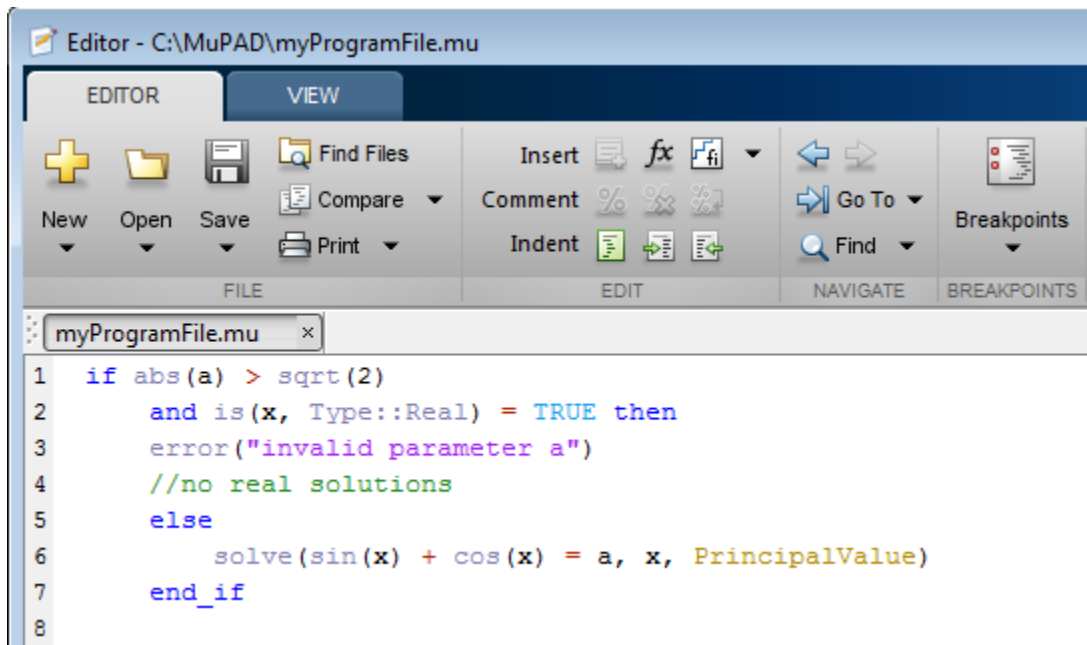 Editor - C:\MuPAD\myProgramFile.mu
EDITOR VIEW
New
Open
Save
Find Files
Compare
Print
FILE
Insert fx fi
Comment % % %
Indent
EDIT
Go To
Find
NAVIGATE
Breakpoints
BREAKPOINTS
myProgramFile.mu ×
1 if abs(a) > sqrt(2)
2 and is(x, Type::Real) = TRUE then
3 error("invalid parameter a")
4 //no real solutions
5 else
6 solve(sin(x) + cos(x) = a, x, PrincipalValue)
7 end_if
8